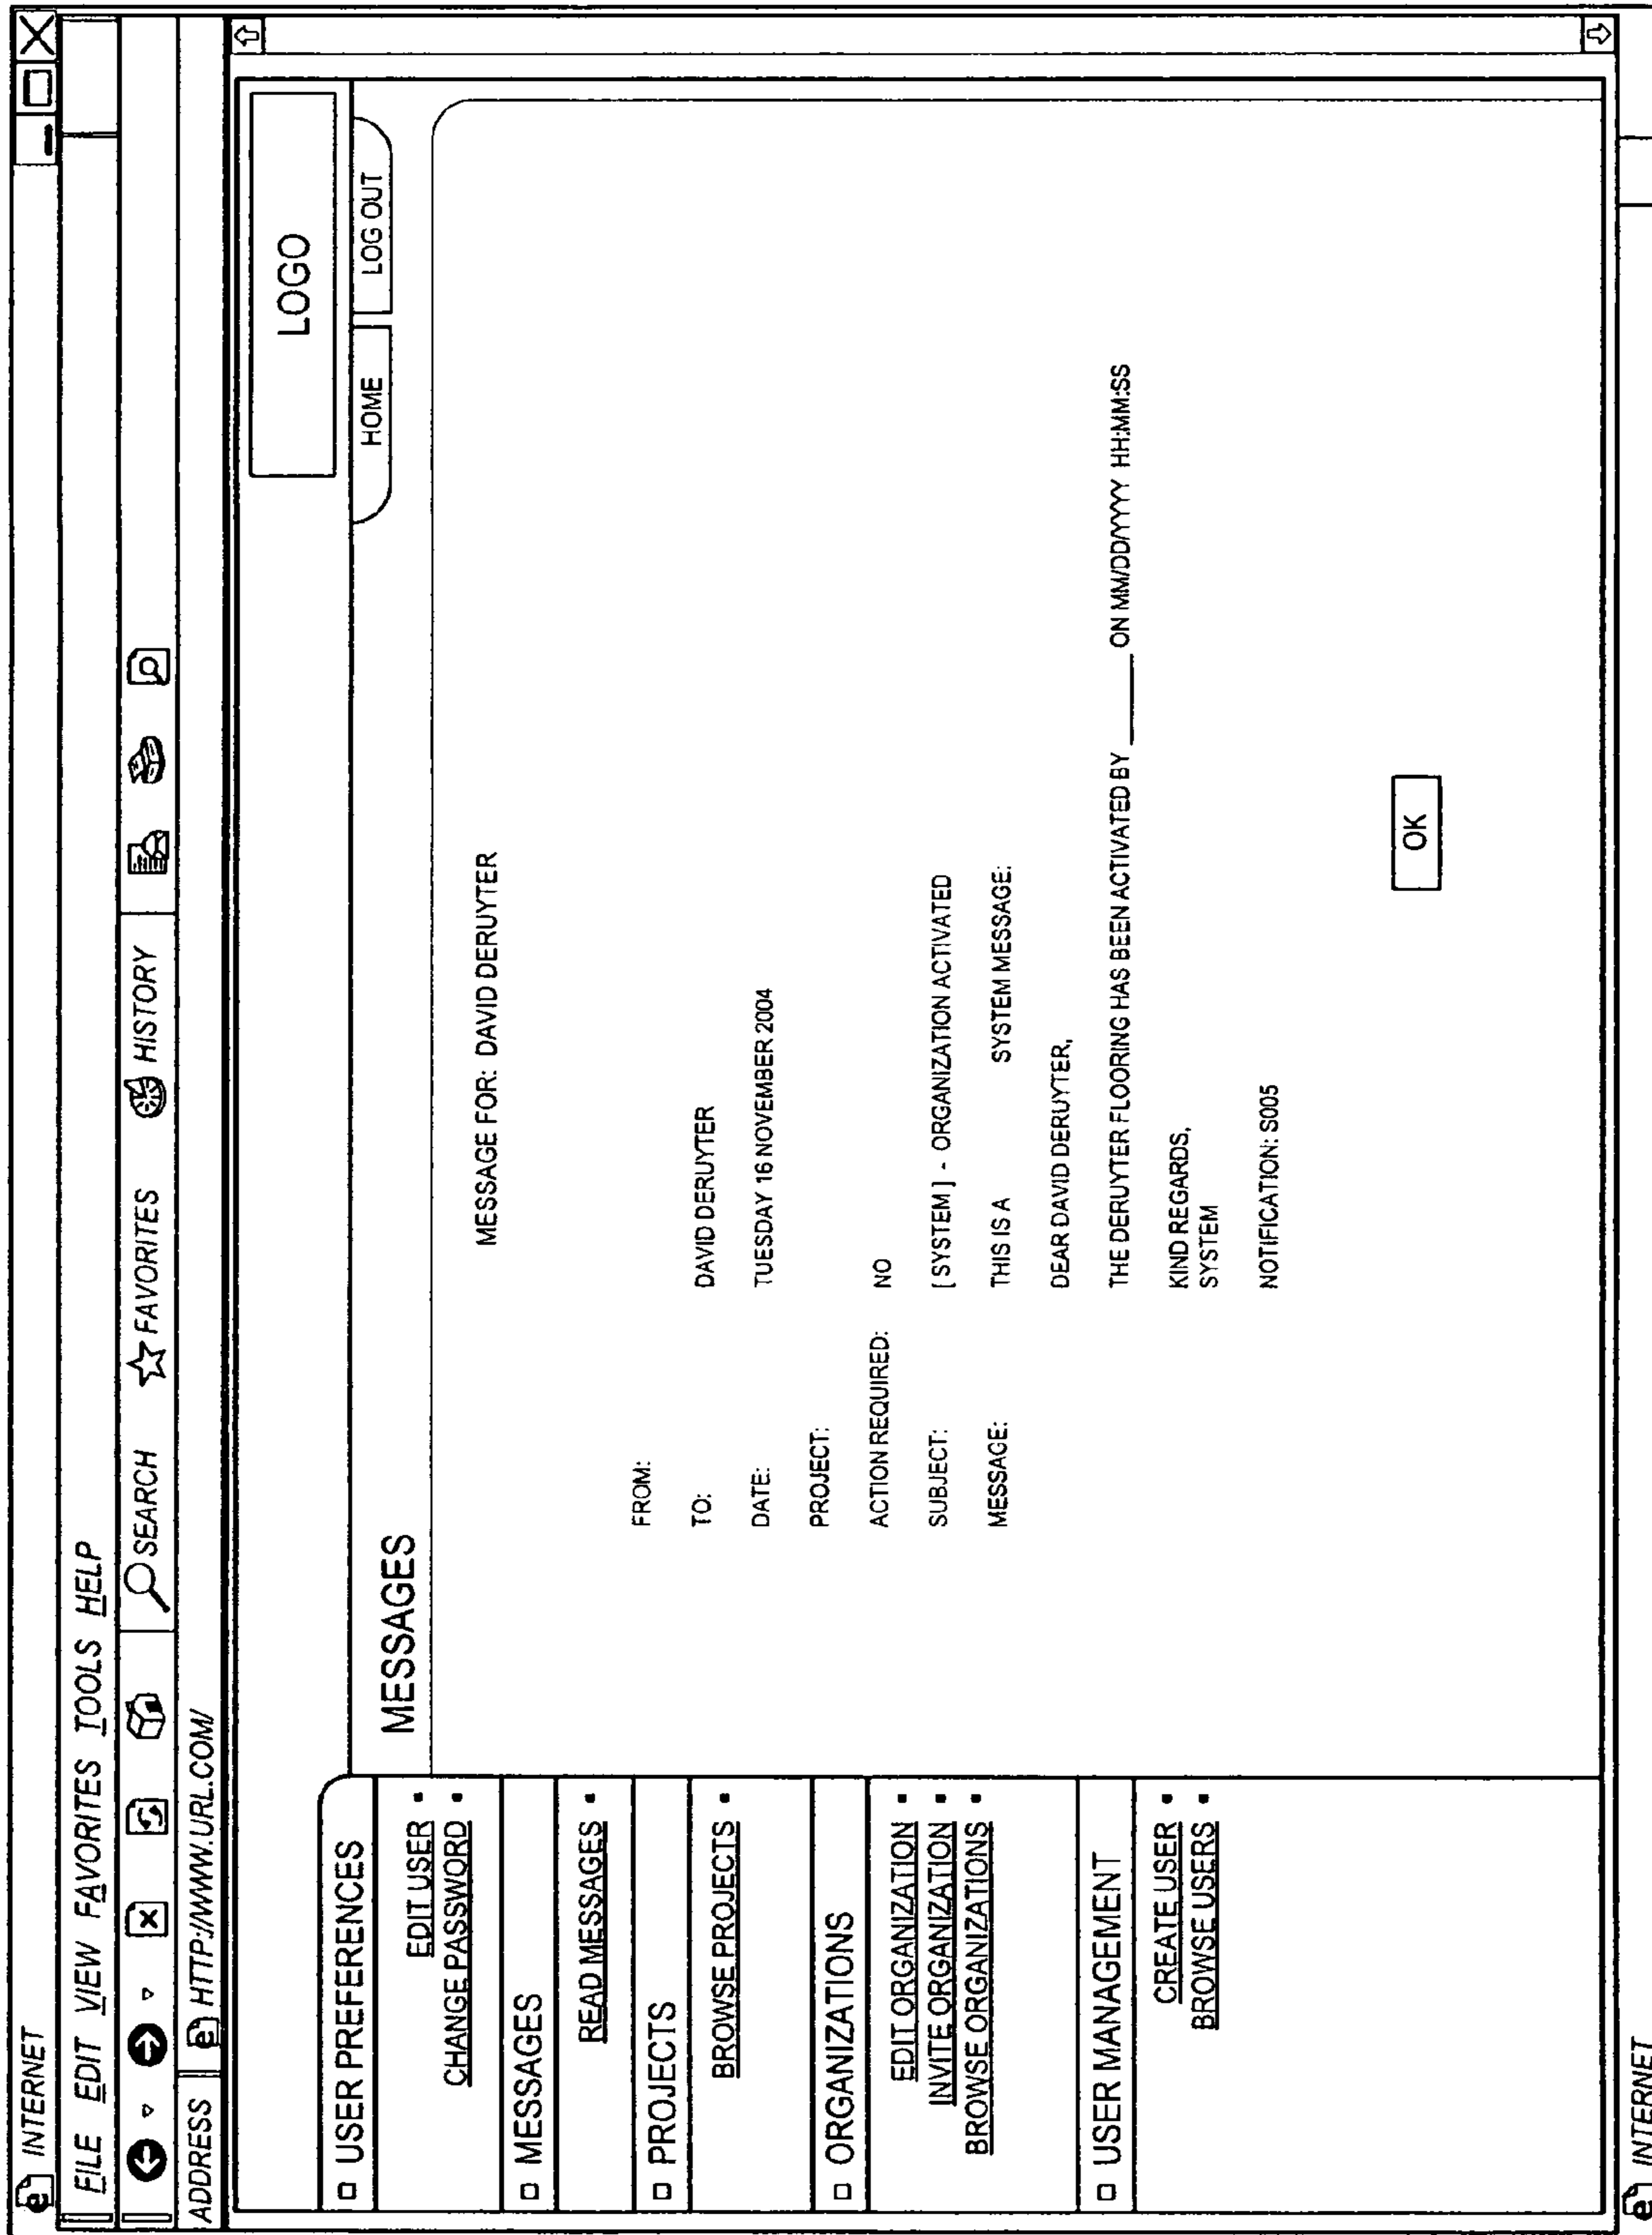 INTERNET
FILE EDIT VIEW FAVORITES TOOLS HELP
SEARCH FAVORITES HISTORY
ADDRESS HTTP://WWW.URL.COM/
LOGO
HOME LOG OUT
USER PREFERENCES
EDIT USER
CHANGE PASSWORD
MESSAGES
READ MESSAGES
PROJECTS
BROWSE PROJECTS
ORGANIZATIONS
EDIT ORGANIZATION
INVITE ORGANIZATION
BROWSE ORGANIZATIONS
USER MANAGEMENT
CREATE USER
BROWSE USERS
MESSAGES
MESSAGE FOR: DAVID DERUYTER
FROM:
TO: DAVID DERUYTER
DATE: TUESDAY 16 NOVEMBER 2004
PROJECT:
ACTION REQUIRED: NO
SUBJECT: [SYSTEM] - ORGANIZATION ACTIVATED
MESSAGE: THIS IS A SYSTEM MESSAGE:
DEAR DAVID DERUYTER,
THE DERUYTER FLOORING HAS BEEN ACTIVATED BY ______ ON MM/DD/YYYY HH:MM:SS
KIND REGARDS,
SYSTEM
NOTIFICATION: S005
OK
INTERNET